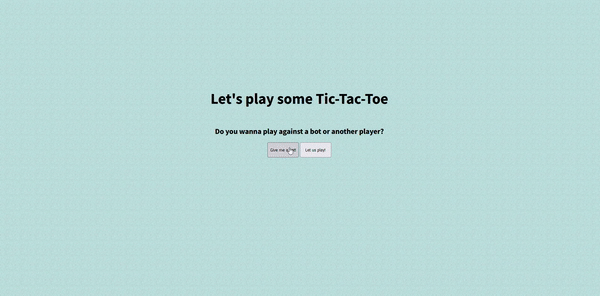 Let's play some Tic-Tac-Toe
Do you wanna play against a bot or another player?
Give me a
Let us play!